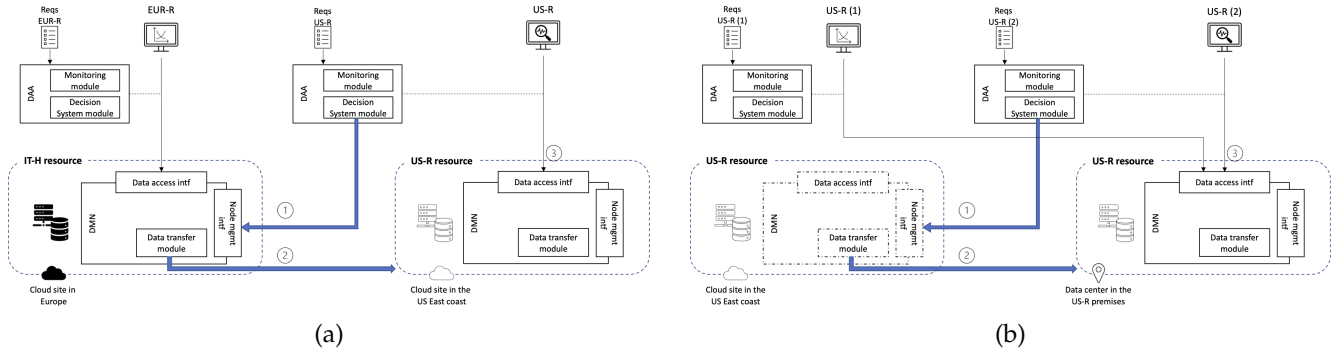 Reqs
EUR-R
EUR-R
Reqs
US-R
US-R
DAA
Monitoring
module
Decision
System module
DAA
Monitoring
module
Decision
System module
IT-H resource
Data access intf
DMN
Node mgmt
intf
Data transfer
module
Cloud site in
Europe
1
2
3
US-R resource
Data access intf
DMN
Node mgmt
intf
Data transfer
module
Cloud site in the
US East coast
(a)
Reqs
US-R (1)
US-R (1)
Reqs
US-R (2)
US-R (2)
DAA
Monitoring
module
Decision
System module
DAA
Monitoring
module
Decision
System module
US-R resource
Data access intf
DMN
Node mgmt
intf
Data transfer
module
Cloud site in
the US East coast
1
2
3
US-R resource
Data access intf
DMN
Node mgmt
intf
Data transfer
module
Data center in the
US-R premises
(b)